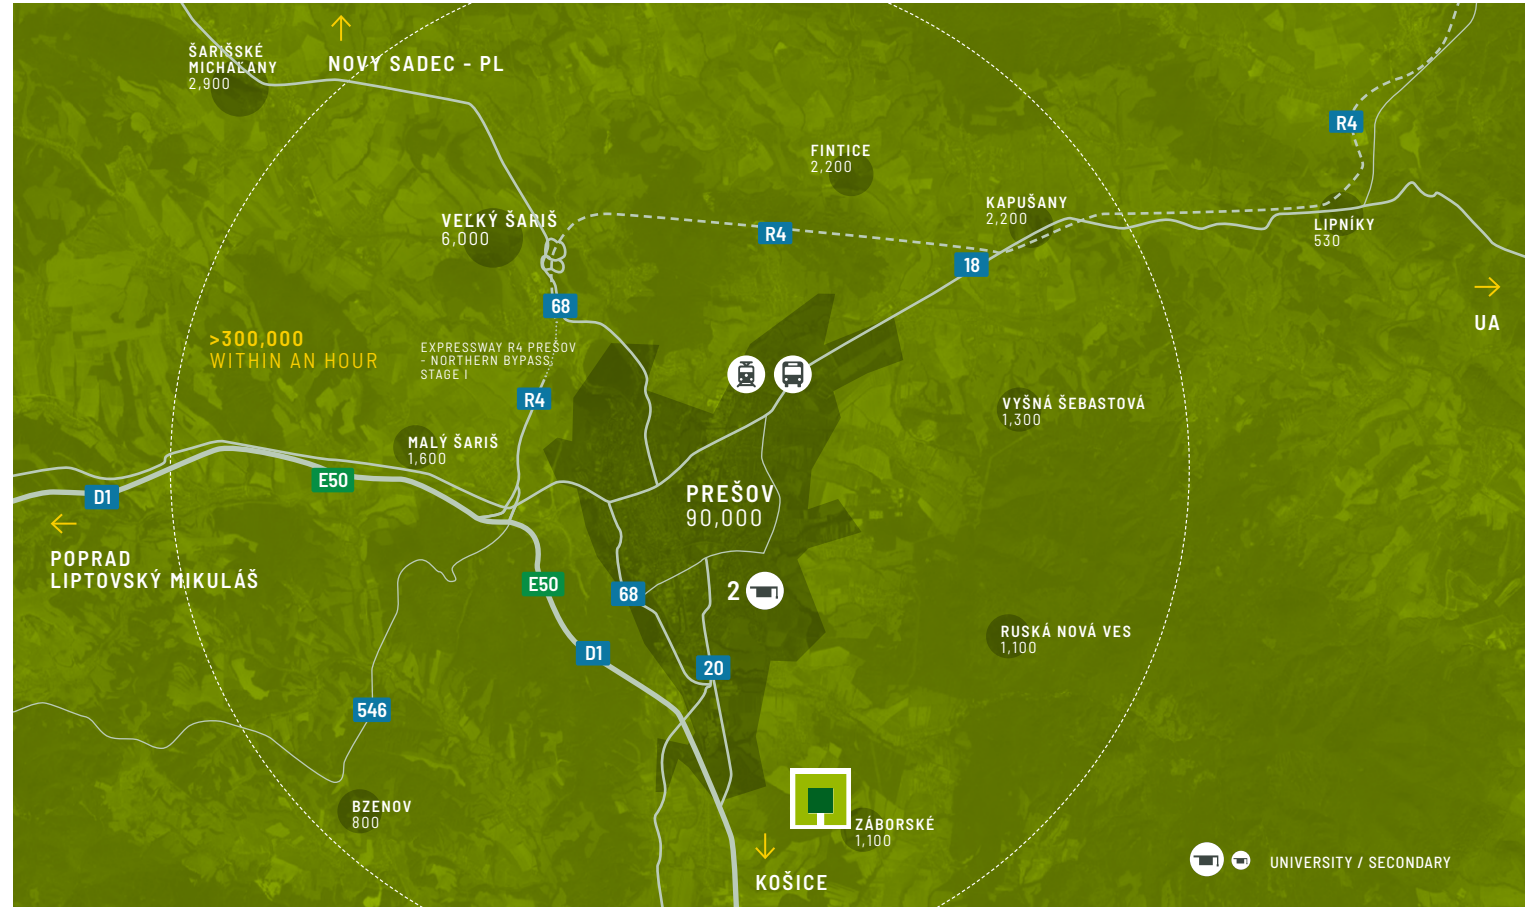 ŠARIŠSKÉ
MICHAĽANY
2,900
NOVÝ SADEC - PL
FINTICE
2,200
R4
KAPUŠANY
2,200
VEĽKÝ ŠARIŠ
6,000
R4
LIPNÍKY
530
18
68
UA
>300,000
WITHIN AN HOUR
EXPRESSWAY R4 PREŠOV
- NORTHERN BYPASS,
STAGE I
R4
VYŠNÁ ŠEBASTOVÁ
1,300
MALÝ ŠARIŠ
1,600
E50
D1
PREŠOV
90,000
POPRAD
LIPTOVSKÝ MIKULÁŠ
E50
68
2
RUSKÁ NOVÁ VES
1,100
D1
20
546
BZENOV
800
ZÁBORSKÉ
1,100
KOŠICE
UNIVERSITY / SECONDARY